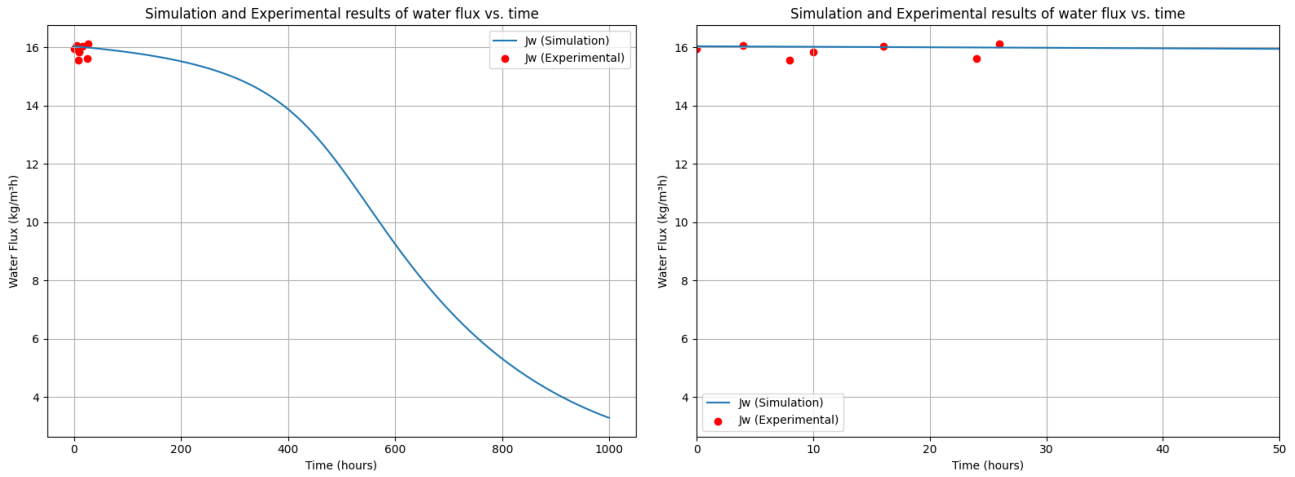 Simulation and Experimental results of water flux vs. time
Water Flux (kg/m³h)
16
14
12
10
8
6
4
Jw (Simulation)
Jw (Experimental)
0
200
400
600
800
1000
Time (hours)
Simulation and Experimental results of water flux vs. time
Water Flux (kg/m³h)
16
14
12
10
8
6
4
Jw (Simulation)
Jw (Experimental)
0
10
20
30
40
50
Time (hours)